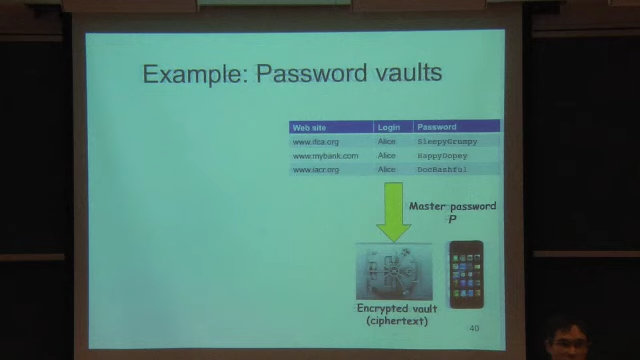 Example: Password vaults
Web site Login Password
www.ifca.org Alice SleepyGrumpy
www.mybank.com Alice HappyDopey
www.iacr.org Alice DocBashful
Master password
P
Encrypted vault
(ciphertext)
40